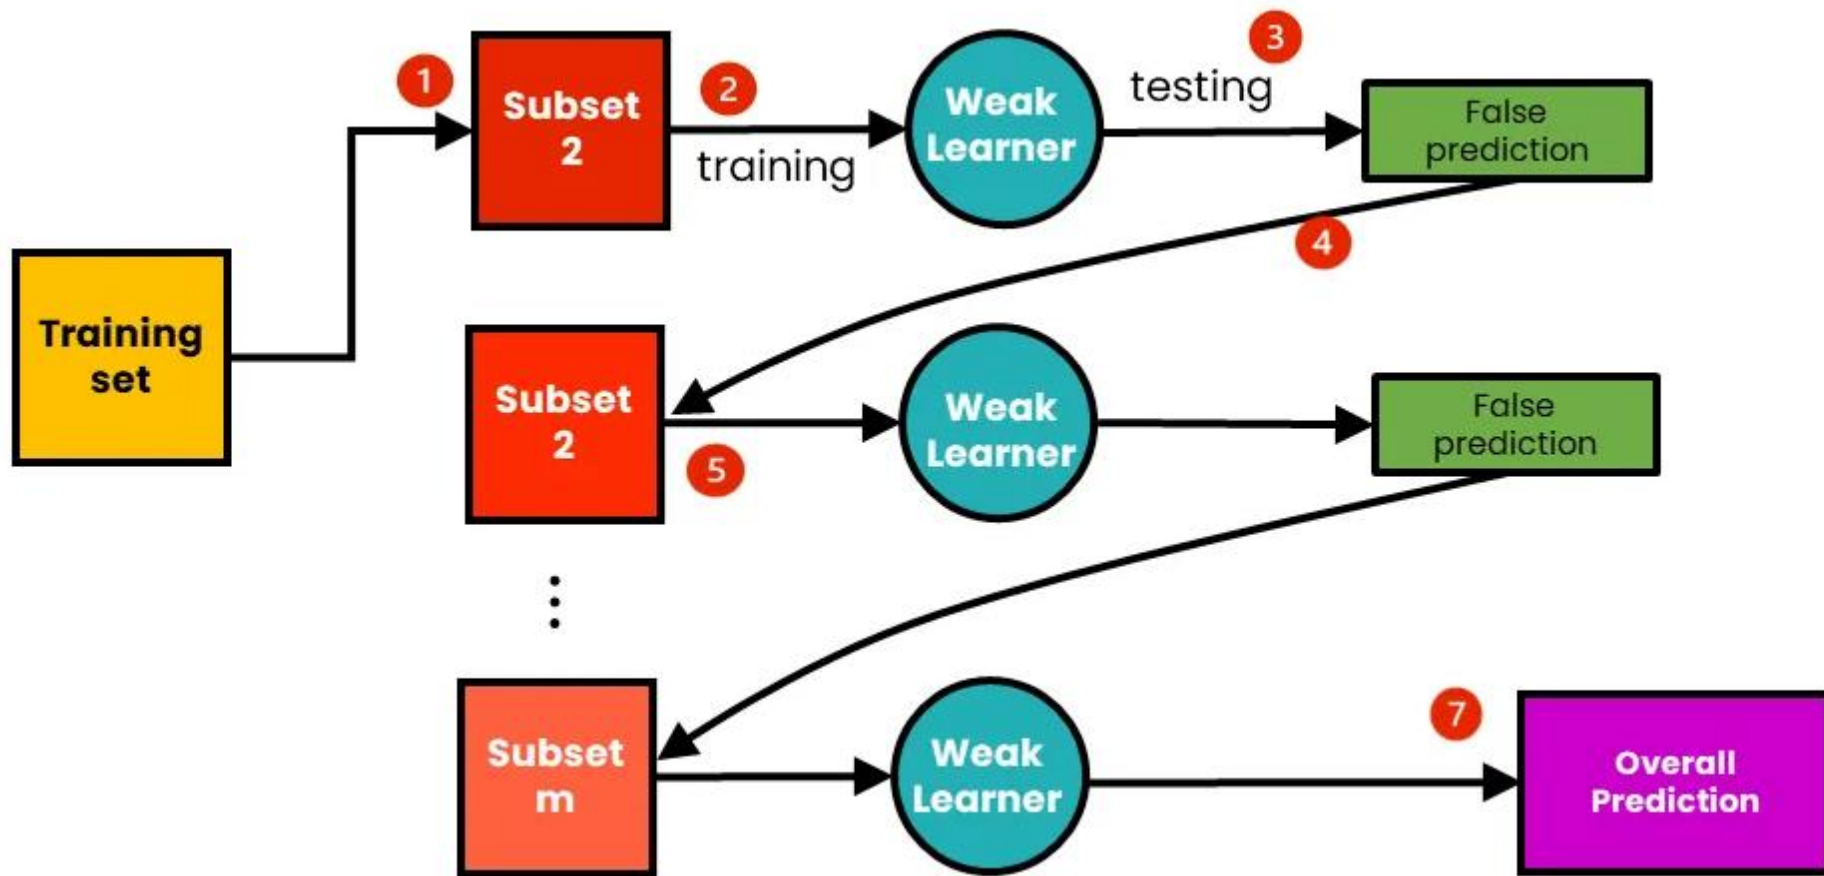 1
Subset
2
2
training
Weak
Learner
3
testing
False
prediction
4
Training
set
Subset
2
5
Weak
Learner
False
prediction
Subset
m
Weak
Learner
7
Overall
Prediction